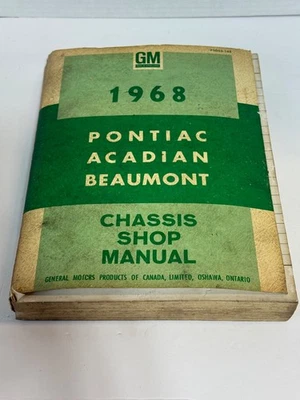 GM
1968
PONTIAC
ACADIAN
BEAUMONT
CHASSIS
SHOP
MANUAL
GENERAL MOTORS PRODUCTS OF CANADA, LIMITED, OSHAWA, ONTARIO